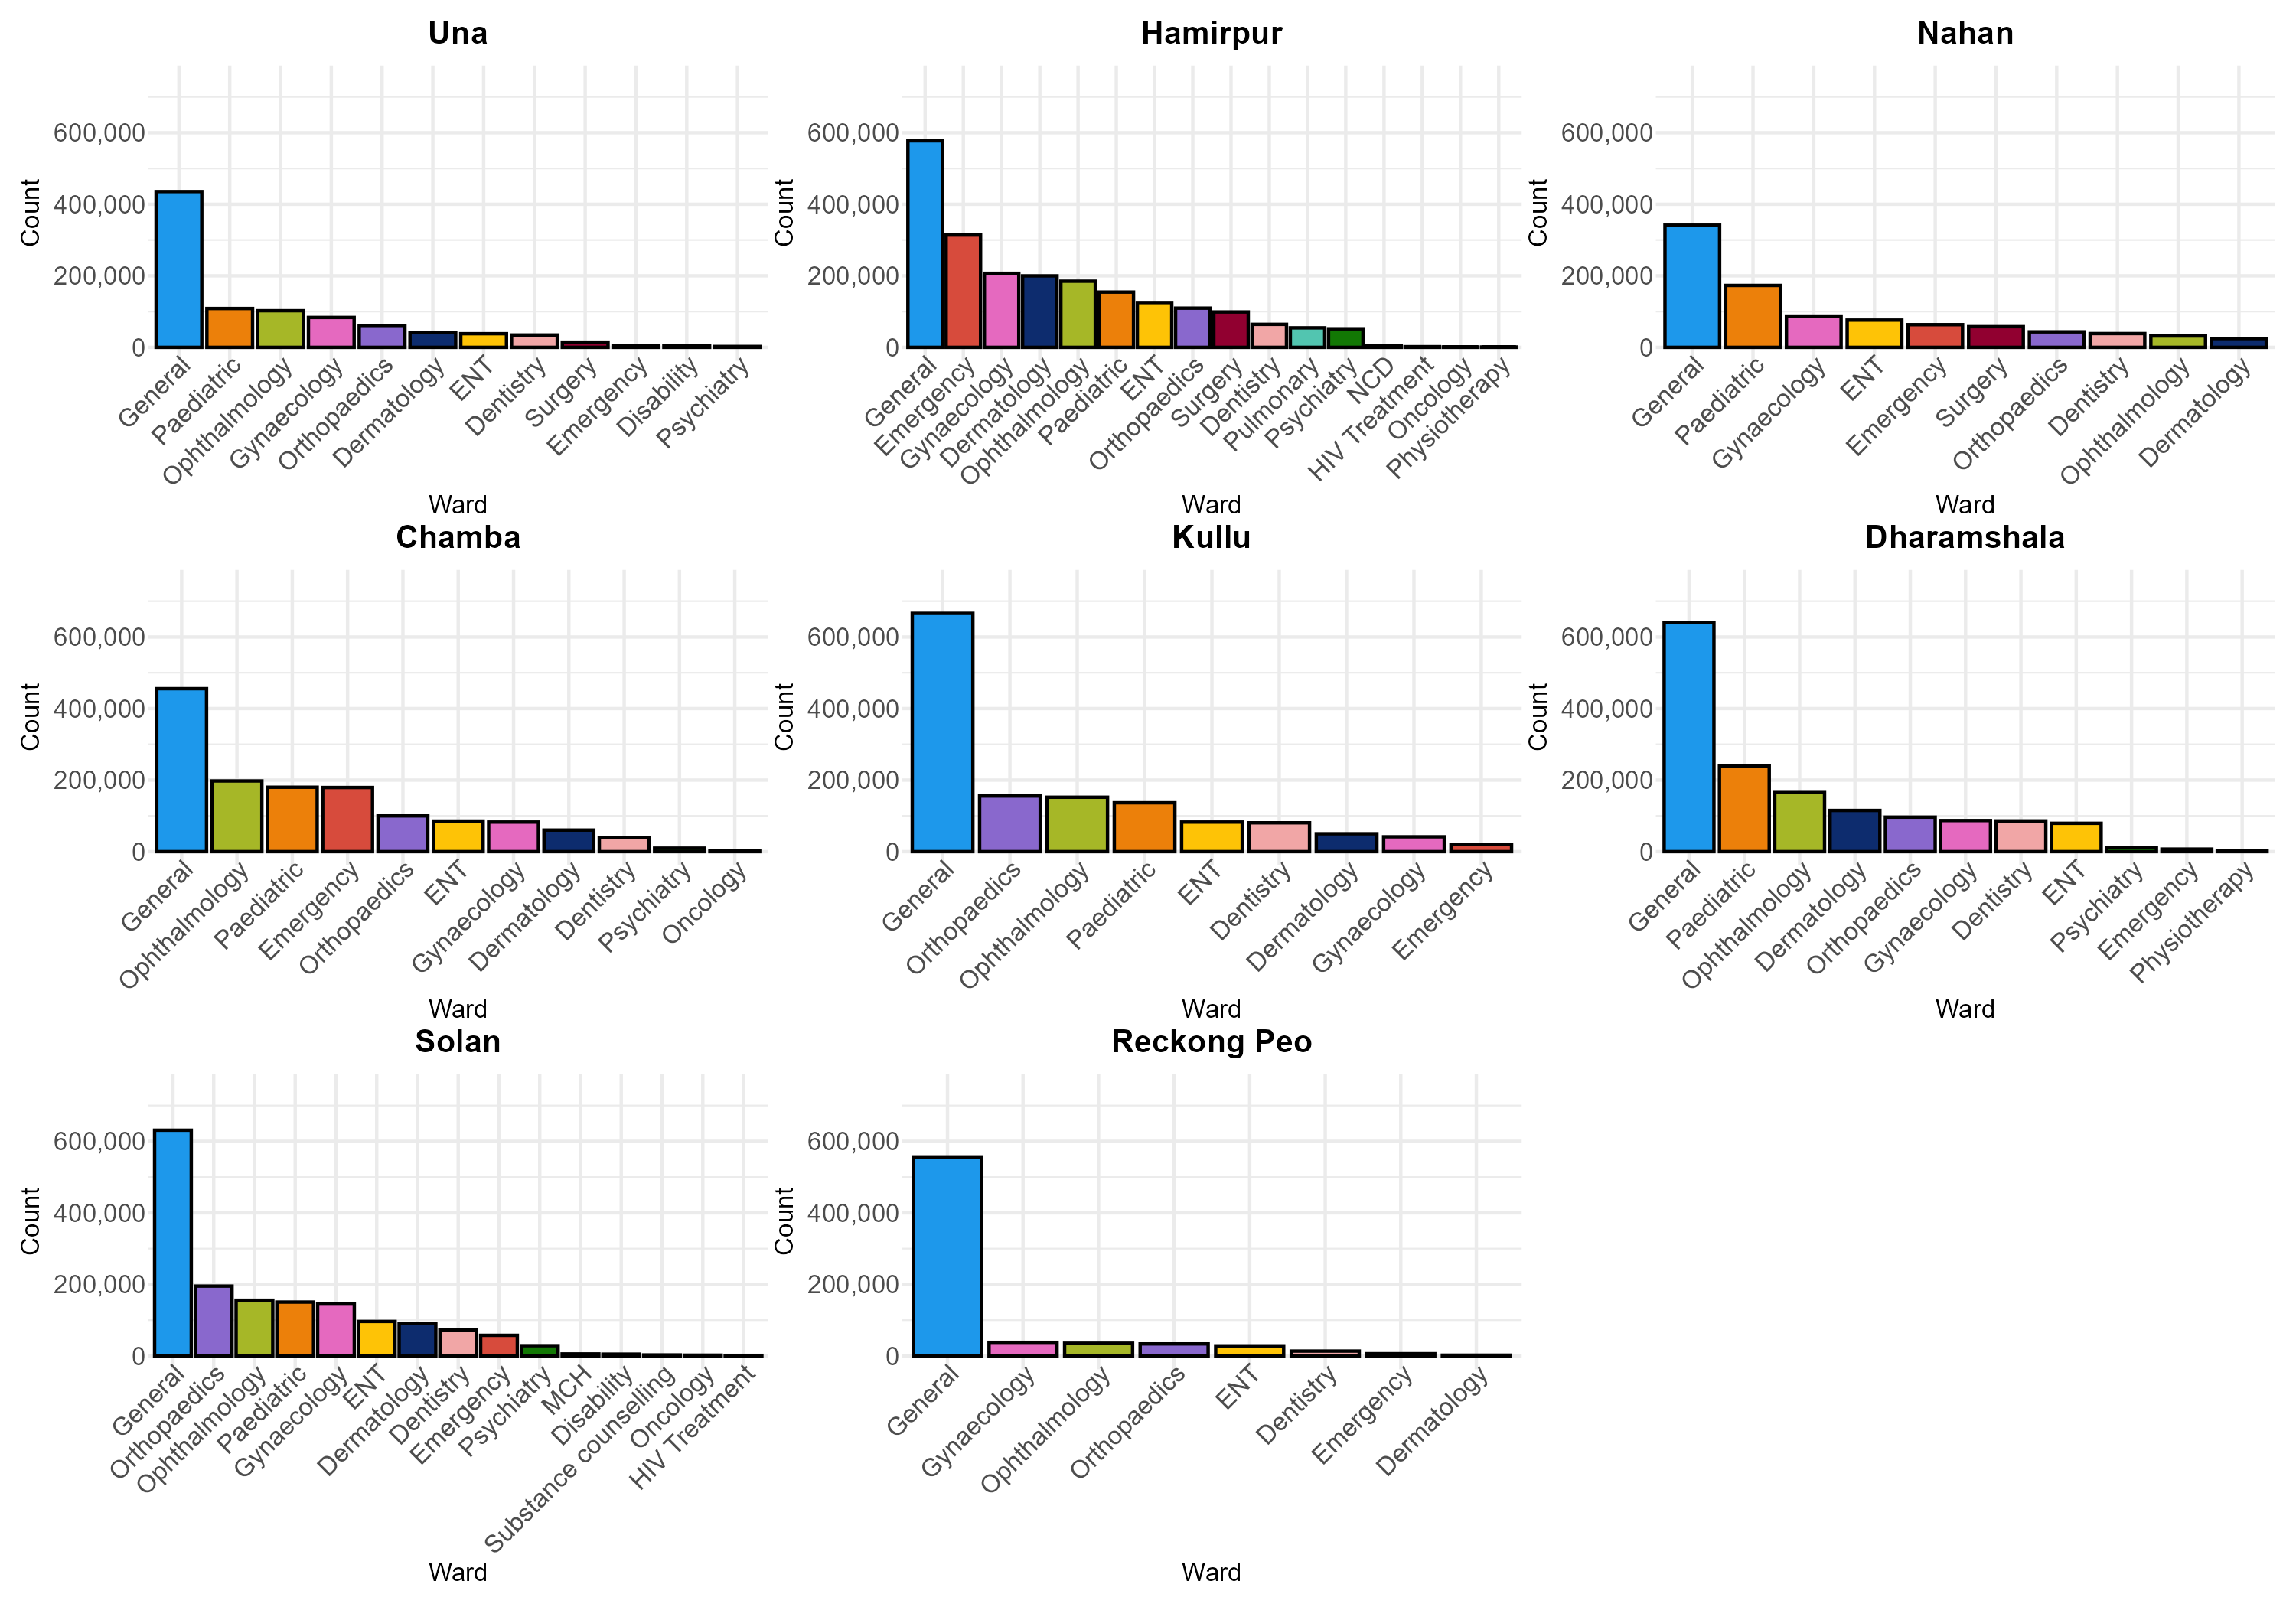 Una
Count
600,000
400,000
200,000
0
General
Paediatric
Ophthalmology
Gynaecology
Orthopaedics
Dermatology
ENT
Dentistry
Surgery
Emergency
Disability
Psychiatry
Ward
Hamirpur
Count
600,000
400,000
200,000
0
General
Emergency
Gynaecology
Dermatology
Ophthalmology
Paediatric
ENT
Orthopaedics
Surgery
Dentistry
Pulmonary
Psychiatry
NCD
HIV Treatment
Oncology
Physiotherapy
Ward
Nahan
Count
600,000
400,000
200,000
0
General
Paediatric
Gynaecology
ENT
Emergency
Surgery
Orthopaedics
Dentistry
Ophthalmology
Dermatology
Ward
Chamba
Count
600,000
400,000
200,000
0
General
Ophthalmology
Paediatric
Emergency
Orthopaedics
ENT
Gynaecology
Dermatology
Dentistry
Psychiatry
Oncology
Ward
Kullu
Count
600,000
400,000
200,000
0
General
Orthopaedics
Ophthalmology
Paediatric
ENT
Dentistry
Dermatology
Gynaecology
Emergency
Ward
Dharamshala
Count
600,000
400,000
200,000
0
General
Paediatric
Ophthalmology
Dermatology
Orthopaedics
Gynaecology
Dentistry
ENT
Psychiatry
Emergency
Physiotherapy
Ward
Solan
Count
600,000
400,000
200,000
0
General
Orthopaedics
Ophthalmology
Paediatric
Gynaecology
ENT
Dermatology
Dentistry
Emergency
Psychiatry
MCH
Disability
Substance counselling
Oncology
HIV Treatment
Ward
Reckong Peo
Count
600,000
400,000
200,000
0
General
Gynaecology
Ophthalmology
Orthopaedics
ENT
Dentistry
Emergency
Dermatology
Ward